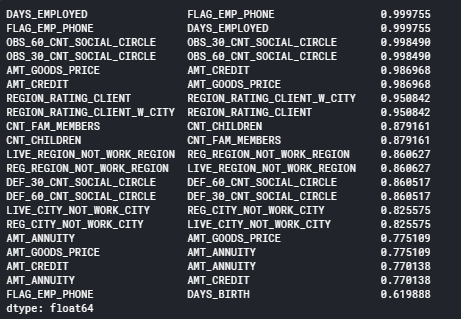 DAYS_EMPLOYED FLAG_EMP_PHONE 0.999755
FLAG_EMP_PHONE DAYS_EMPLOYED 0.999755
OBS_60_CNT_SOCIAL_CIRCLE OBS_30_CNT_SOCIAL_CIRCLE 0.998490
OBS_30_CNT_SOCIAL_CIRCLE OBS_60_CNT_SOCIAL_CIRCLE 0.998490
AMT_GOODS_PRICE AMT_CREDIT 0.986968
AMT_CREDIT AMT_GOODS_PRICE 0.986968
REGION_RATING_CLIENT REGION_RATING_CLIENT_W_CITY 0.950842
REGION_RATING_CLIENT_W_CITY REGION_RATING_CLIENT 0.950842
CNT_FAM_MEMBERS CNT_CHILDREN 0.879161
CNT_CHILDREN CNT_FAM_MEMBERS 0.879161
LIVE_REGION_NOT_WORK_REGION REG_REGION_NOT_WORK_REGION 0.860627
REG_REGION_NOT_WORK_REGION LIVE_REGION_NOT_WORK_REGION 0.860627
DEF_30_CNT_SOCIAL_CIRCLE DEF_60_CNT_SOCIAL_CIRCLE 0.860517
DEF_60_CNT_SOCIAL_CIRCLE DEF_30_CNT_SOCIAL_CIRCLE 0.860517
LIVE_CITY_NOT_WORK_CITY REG_CITY_NOT_WORK_CITY 0.825575
REG_CITY_NOT_WORK_CITY LIVE_CITY_NOT_WORK_CITY 0.825575
AMT_ANNUITY AMT_GOODS_PRICE 0.775109
AMT_GOODS_PRICE AMT_ANNUITY 0.775109
AMT_CREDIT AMT_ANNUITY 0.770138
AMT_ANNUITY AMT_CREDIT 0.770138
FLAG_EMP_PHONE DAYS_BIRTH 0.619888
dtype: float64